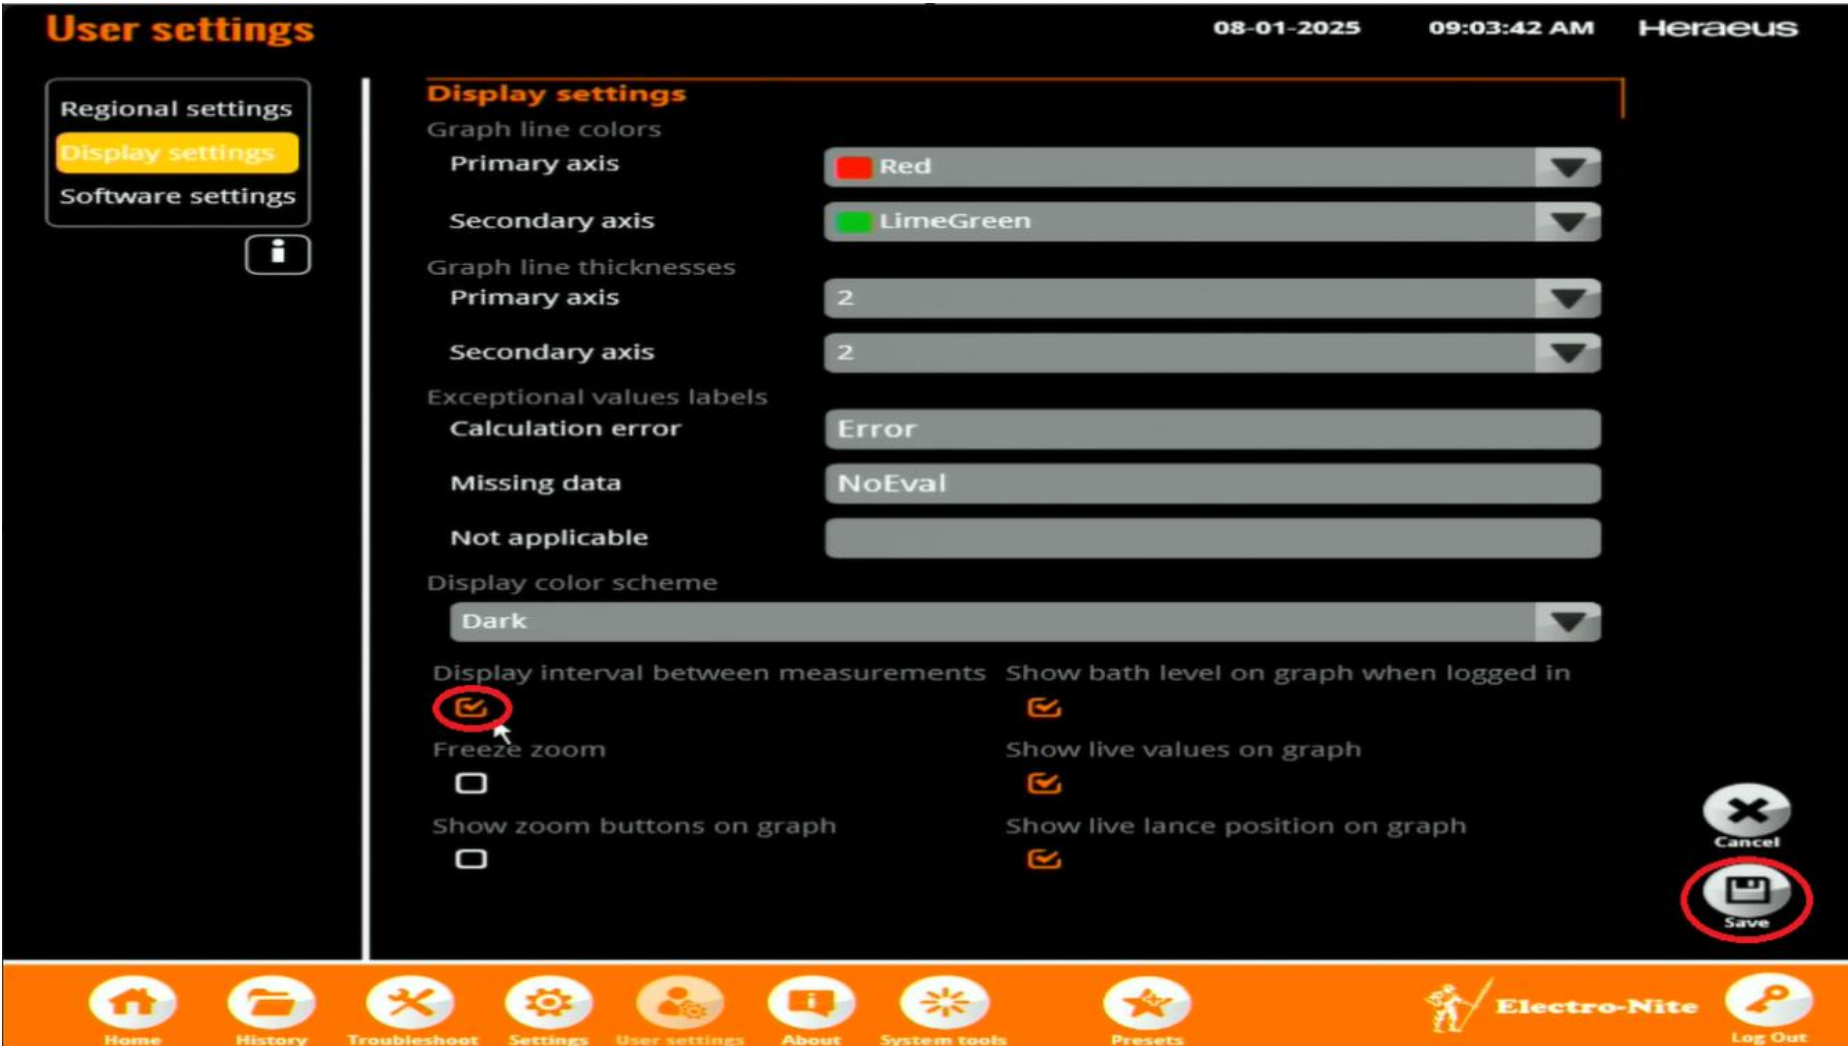 User settings
08-01-2025 09:03:42 AM Heraeus
Regional settings
Display settings
Software settings
i
Display settings
Graph line colors
Primary axis Red
Secondary axis LimeGreen
Graph line thicknesses
Primary axis 2
Secondary axis 2
Exceptional values labels
Calculation error Error
Missing data NoEval
Not applicable
Display color scheme
Dark
Display interval between measurements Show bath level on graph when logged in
Freeze zoom Show live values on graph
Show zoom buttons on graph Show live lance position on graph
Cancel
Save
Electro-Nite
Home History Troubleshoot Settings User settings About System tools Presets Log Out